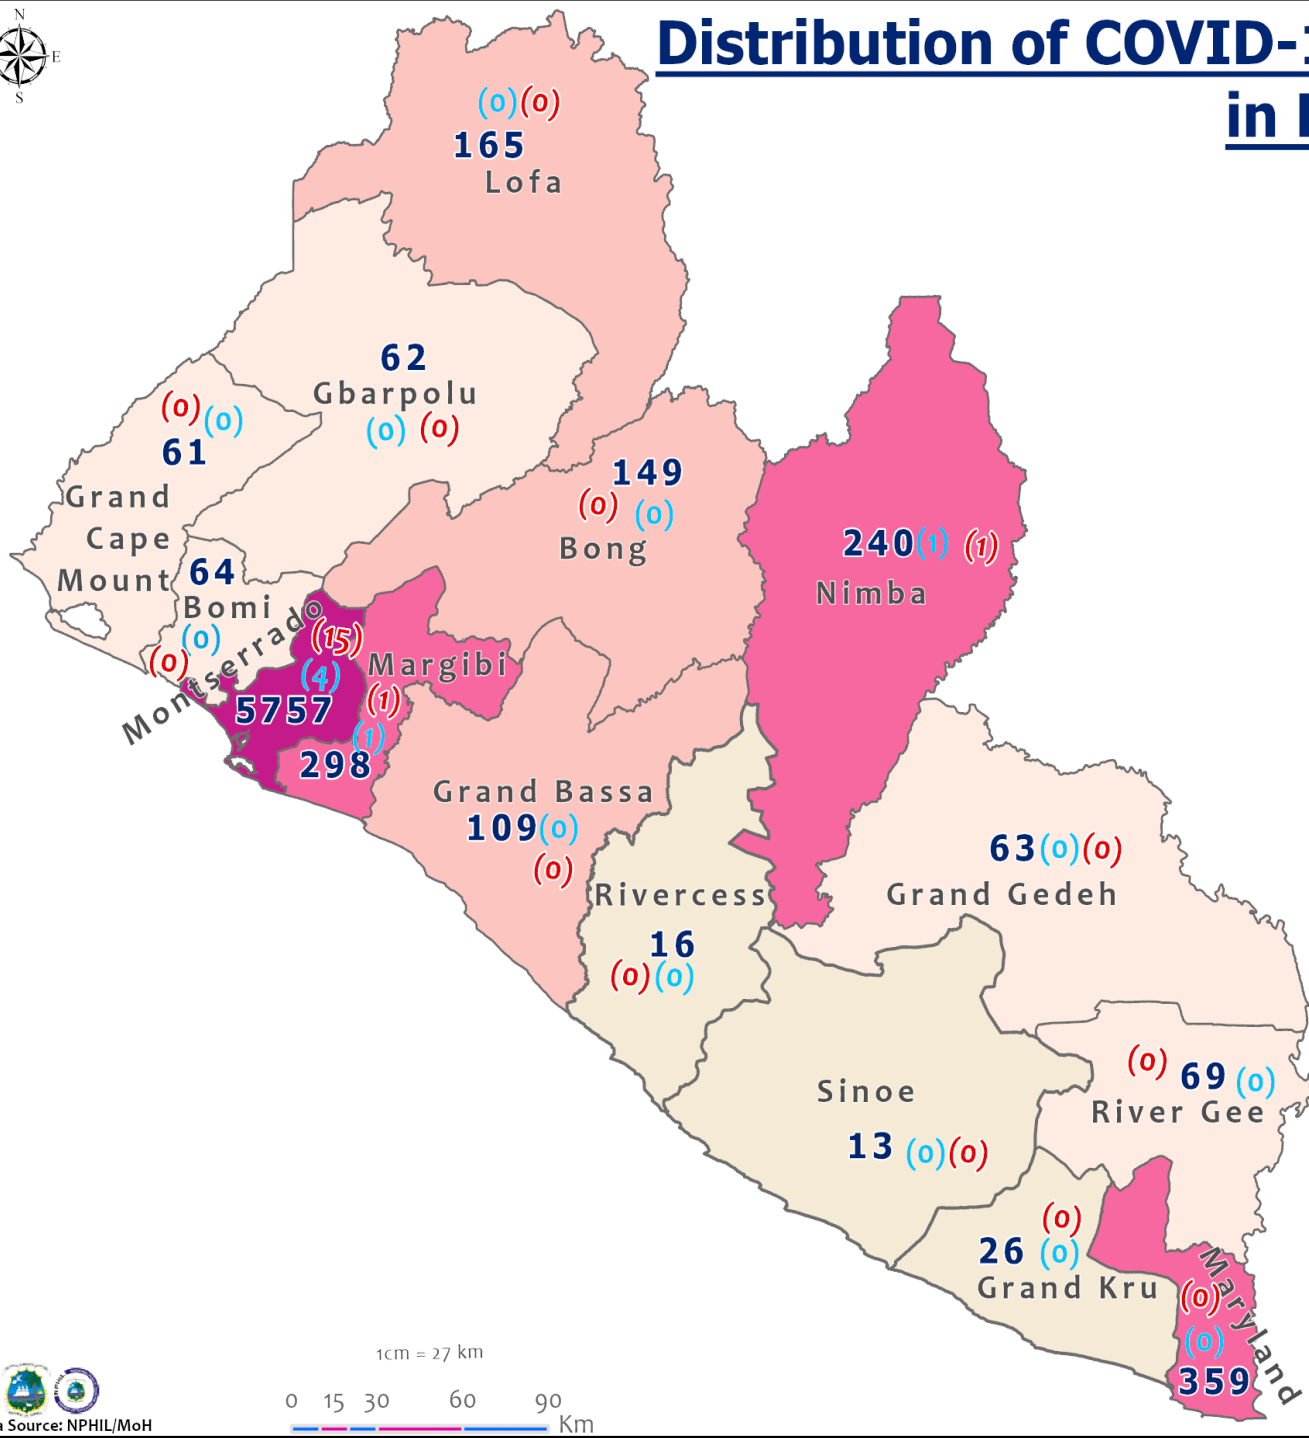 N
E
S
Distribution of COVID-1
in
(0)(0)
165
Lofa
62
Gbarpolu
(0) (0)
(0)(0)
61
Grand
Cape
Mount
149
(0) (0)
Bong
240(1) (1)
Nimba
64
Bomi
(0)
(0)
Montserrado
(15)
(4)
5757
Margibi
(1)
(1)
298
Grand Bassa
109(0)
(0)
Rivercess
16
(0)(0)
63(0)(0)
Grand Gedeh
Sinoe
13 (0)(0)
(0) 69 (0)
River Gee
(0)
26 (0)
Grand Kru
Maryland
(0)
(0)
359
1cm = 27 km
0 15 30 60 90
Km
a Source: NPHIL/MoH